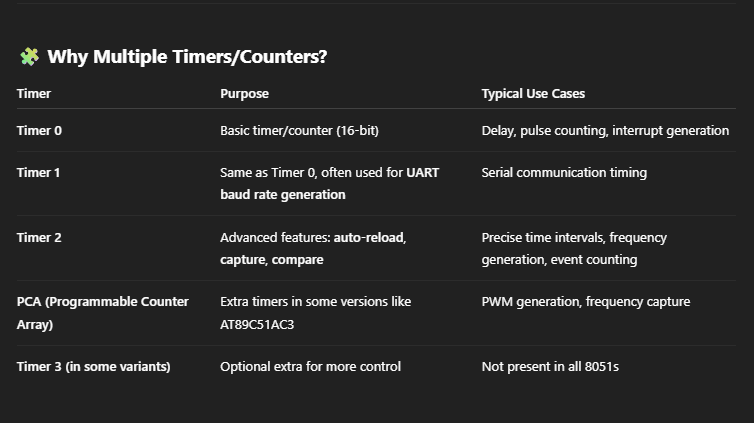 Why Multiple Timers/Counters?
Timer Purpose Typical Use Cases
Timer 0 Basic timer/counter (16-bit) Delay, pulse counting, interrupt generation
Timer 1 Same as Timer 0, often used for UART Serial communication timing
baud rate generation
Timer 2 Advanced features: auto-reload, Precise time intervals, frequency
capture, compare generation, event counting
PCA (Programmable Counter Extra timers in some versions like PWM generation, frequency capture
Array) AT89C51AC3
Timer 3 (in some variants) Optional extra for more control Not present in all 8051s